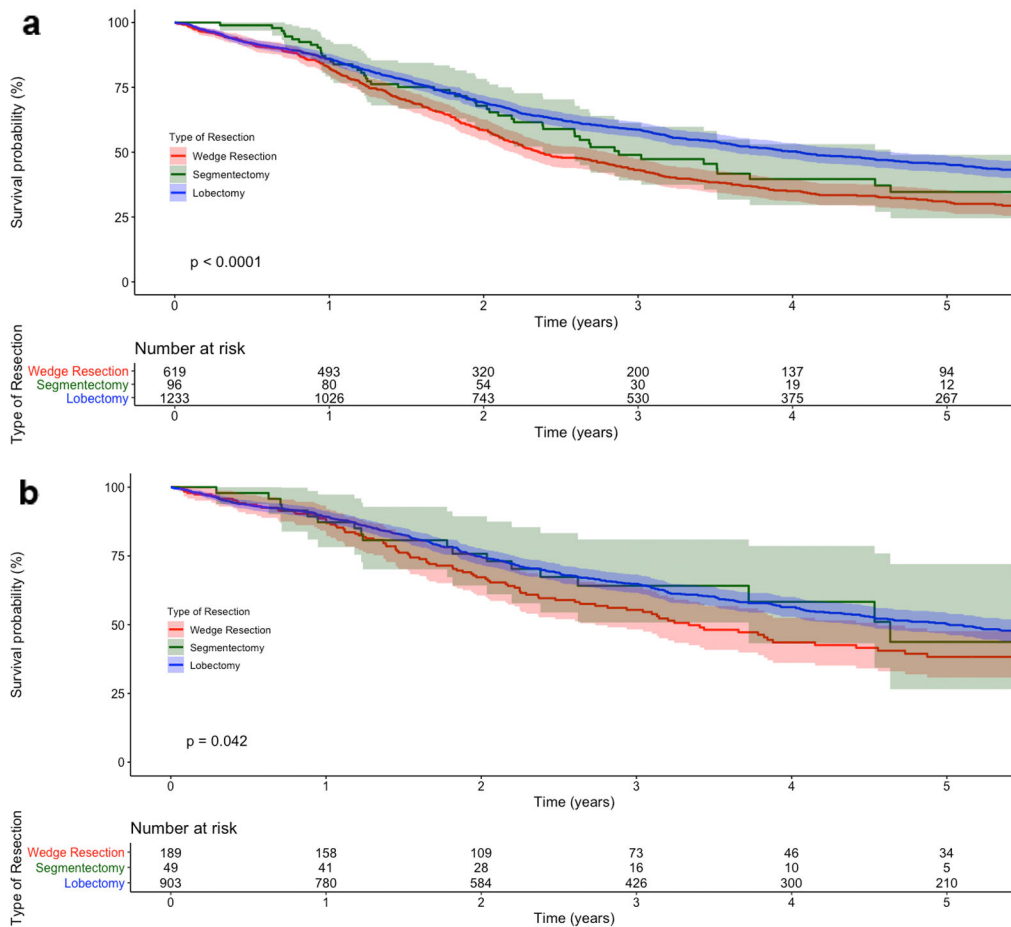 a
Survival probability (%)
100
75
50
25
0
Type of Resection
Wedge Resection
Segmentectomy
Lobectomy
p < 0.0001
0 1 2 3 4 5
Time (years)
Number at risk
Type of Resection
Wedge Resection 619 493 320 200 137 94
Segmentectomy 96 80 54 30 19 12
Lobectomy 1233 1026 743 530 375 267
0 1 2 3 4 5
Time (years)
b
Survival probability (%)
100
75
50
25
0
Type of Resection
Wedge Resection
Segmentectomy
Lobectomy
p = 0.042
0 1 2 3 4 5
Time (years)
Number at risk
Type of Resection
Wedge Resection 189 158 109 73 46 34
Segmentectomy 49 41 28 16 10 5
Lobectomy 903 780 584 426 300 210
0 1 2 3 4 5
Time (years)